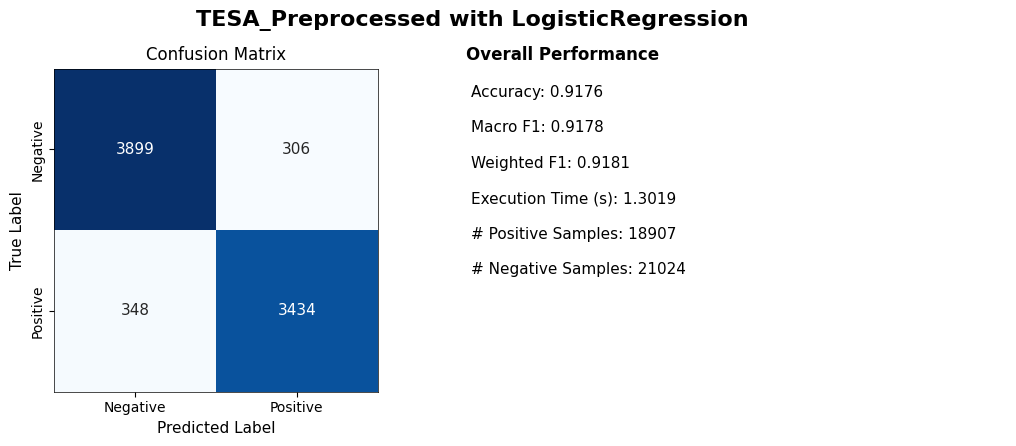 TESA_Preprocessed with LogisticRegression
Confusion Matrix
True Label
Negative
Positive
3899 306
348 3434
Negative Positive
Predicted Label
Overall Performance
Accuracy: 0.9176
Macro F1: 0.9178
Weighted F1: 0.9181
Execution Time (s): 1.3019
# Positive Samples: 18907
# Negative Samples: 21024